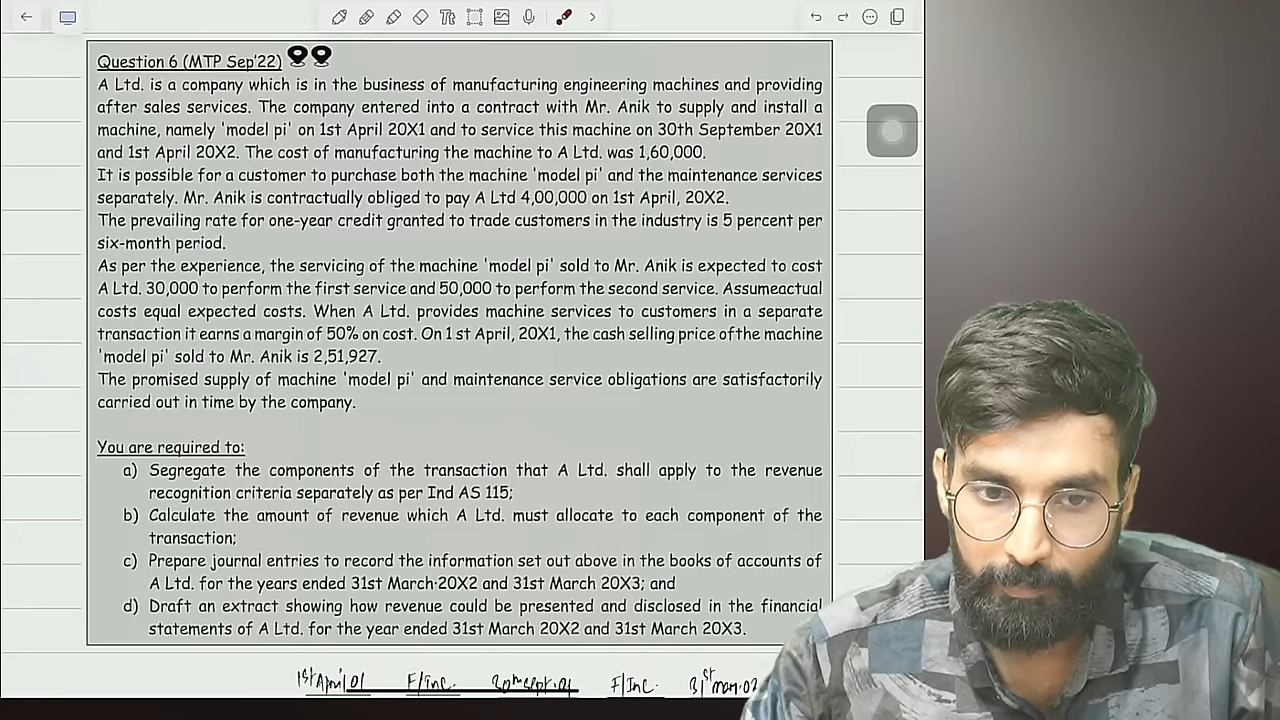 Question 6 (MTP Sep'22)
A Ltd. is a company which is in the business of manufacturing engineering machines and providing
after sales services. The company entered into a contract with Mr. Anik to supply and install a
machine, namely 'model pi' on 1st April 20X1 and to service this machine on 30th September 20X1
and 1st April 20X2. The cost of manufacturing the machine to A Ltd. was 1,60,000.
It is possible for a customer to purchase both the machine 'model pi' and the maintenance services
separately. Mr. Anik is contractually obliged to pay A Ltd 4,00,000 on 1st April, 20X2.
The prevailing rate for one-year credit granted to trade customers in the industry is 5 percent per
six-month period.
As per the experience, the servicing of the machine 'model pi' sold to Mr. Anik is expected to cost
A Ltd. 30,000 to perform the first service and 50,000 to perform the second service. Assumeactual
costs equal expected costs. When A Ltd. provides machine services to customers in a separate
transaction it earns a margin of 50% on cost. On 1 st April, 20X1, the cash selling price ofthe machine
'model pi' sold to Mr. Anik is 2,51,927.
The promised supply of machine 'model pi' and maintenance service obligations are satisfactorily
carried out in time by the company.
You are required to:
a) Segregate the components of the transaction that A Ltd. shall apply to the revenue
recognition criteria separately as per Ind AS 115;
b) Calculate the amount of revenue which A Ltd. must allocate to each component of the
transaction;
c) Prepare journal entries to record the information set out above in the books of accounts of
A Ltd. for the years ended 31st March·20X2 and 31st March 20X3; and
d) Draft an extract showing how revenue could be presented and disclosed in the financial
statements of A Ltd. for the year ended 31st March 20X2 and 31st March 20X3.
1st April 01 F/Inc. 30th Sept.01 F/Inc. 31st Mar.02